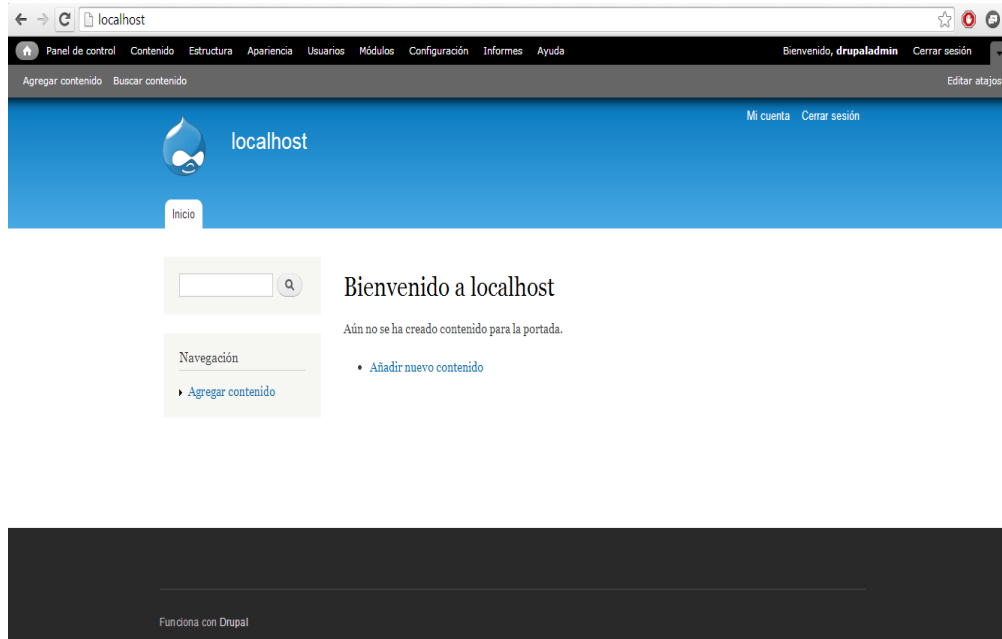 localhost
Panel de control Contenido Estructura Apariencia Usuarios Módulos Configuración Informes Ayuda Bienvenido, drupaladmin Cerrar sesión
Agregar contenido Buscar contenido Editar atajos
Mi cuenta Cerrar sesión
localhost
Inicio
Bienvenido a localhost
Aún no se ha creado contenido para la portada.
Navegación
Añadir nuevo contenido
Agregar contenido
Funciona con Drupal